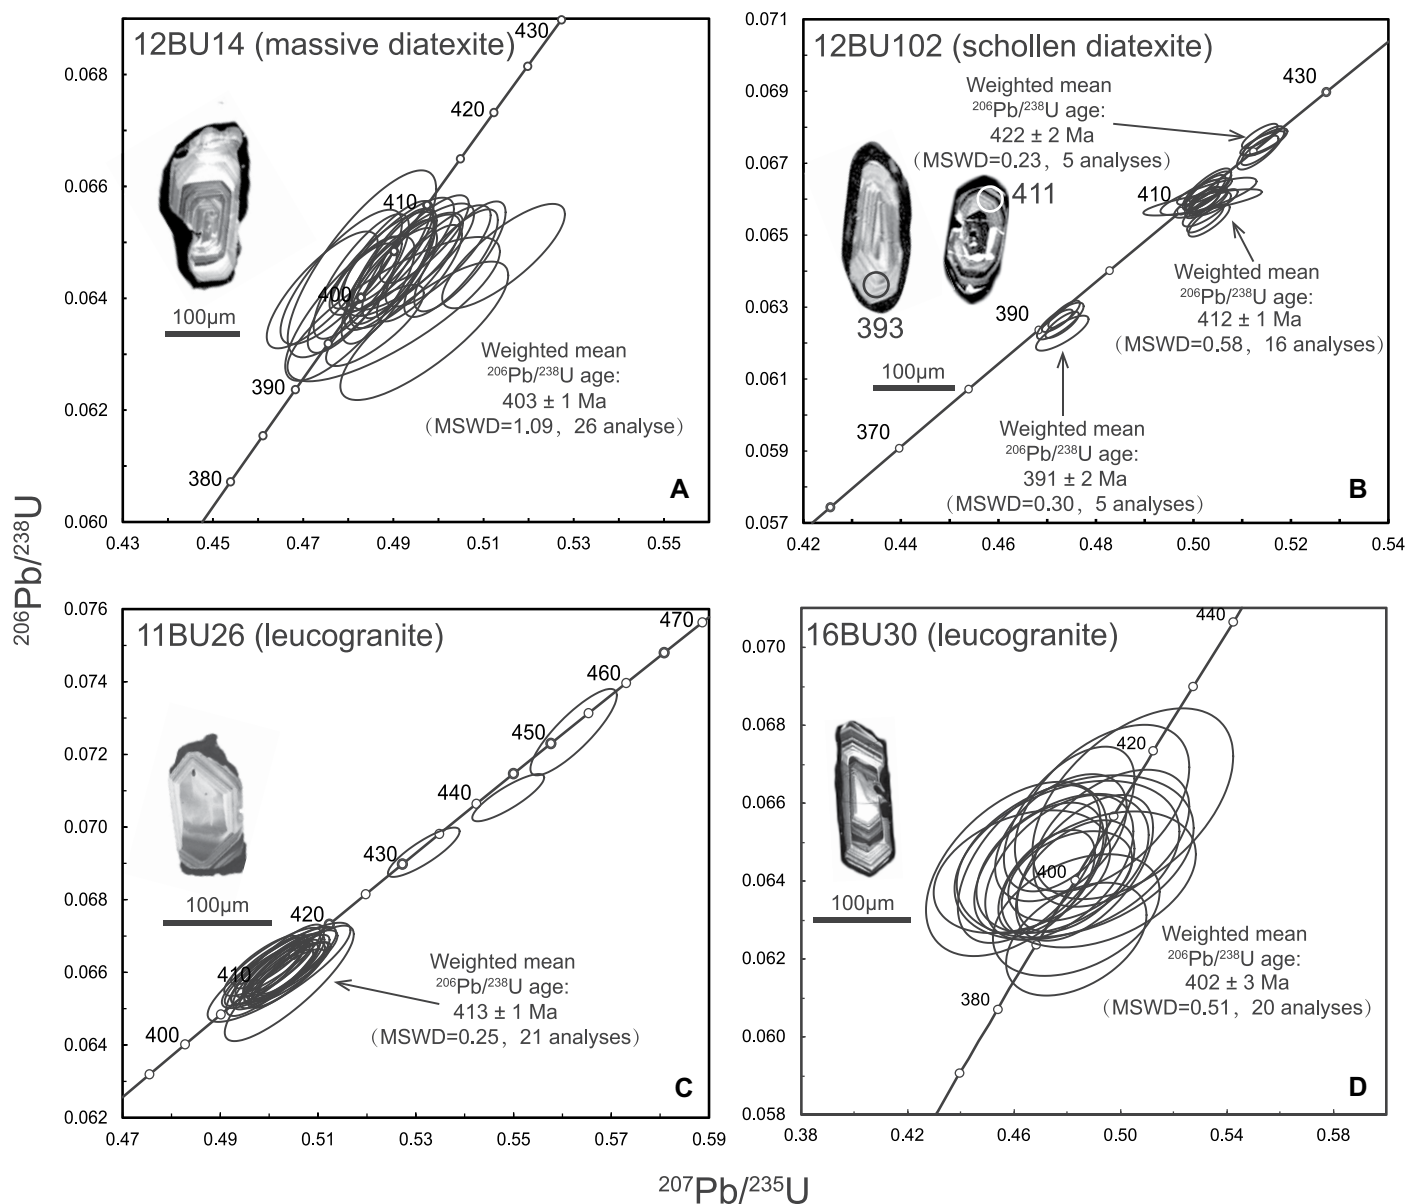 12BU14 (massive diatexite)
0.068
0.066
0.064
0.062
0.060
0.43
0.45
0.47
0.49
0.51
0.53
0.55
430
420
410
400
390
380
100µm
Weighted mean
²⁰⁶Pb/²³⁸U age:
403 ± 1 Ma
(MSWD=1.09, 26 analyse)
A
12BU102 (schollen diatexite)
0.071
0.069
0.067
0.065
0.063
0.061
0.059
0.057
0.42
0.44
0.46
0.48
0.50
0.52
0.54
430
410
390
370
Weighted mean
²⁰⁶Pb/²³⁸U age:
422 ± 2 Ma
(MSWD=0.23, 5 analyses)
411
393
100µm
Weighted mean
²⁰⁶Pb/²³⁸U age:
412 ± 1 Ma
(MSWD=0.58, 16 analyses)
Weighted mean
²⁰⁶Pb/²³⁸U age:
391 ± 2 Ma
(MSWD=0.30, 5 analyses)
B
²⁰⁶Pb/²³⁸U
11BU26 (leucogranite)
0.076
0.074
0.072
0.070
0.068
0.066
0.064
0.062
0.47
0.49
0.51
0.53
0.55
0.57
0.59
470
460
450
440
430
420
410
400
100µm
Weighted mean
²⁰⁶Pb/²³⁸U age:
413 ± 1 Ma
(MSWD=0.25, 21 analyses)
C
16BU30 (leucogranite)
0.070
0.068
0.066
0.064
0.062
0.060
0.058
0.38
0.42
0.46
0.50
0.54
0.58
440
420
400
380
100µm
Weighted mean
²⁰⁶Pb/²³⁸U age:
402 ± 3 Ma
(MSWD=0.51, 20 analyses)
D
²⁰⁷Pb/²³⁵U